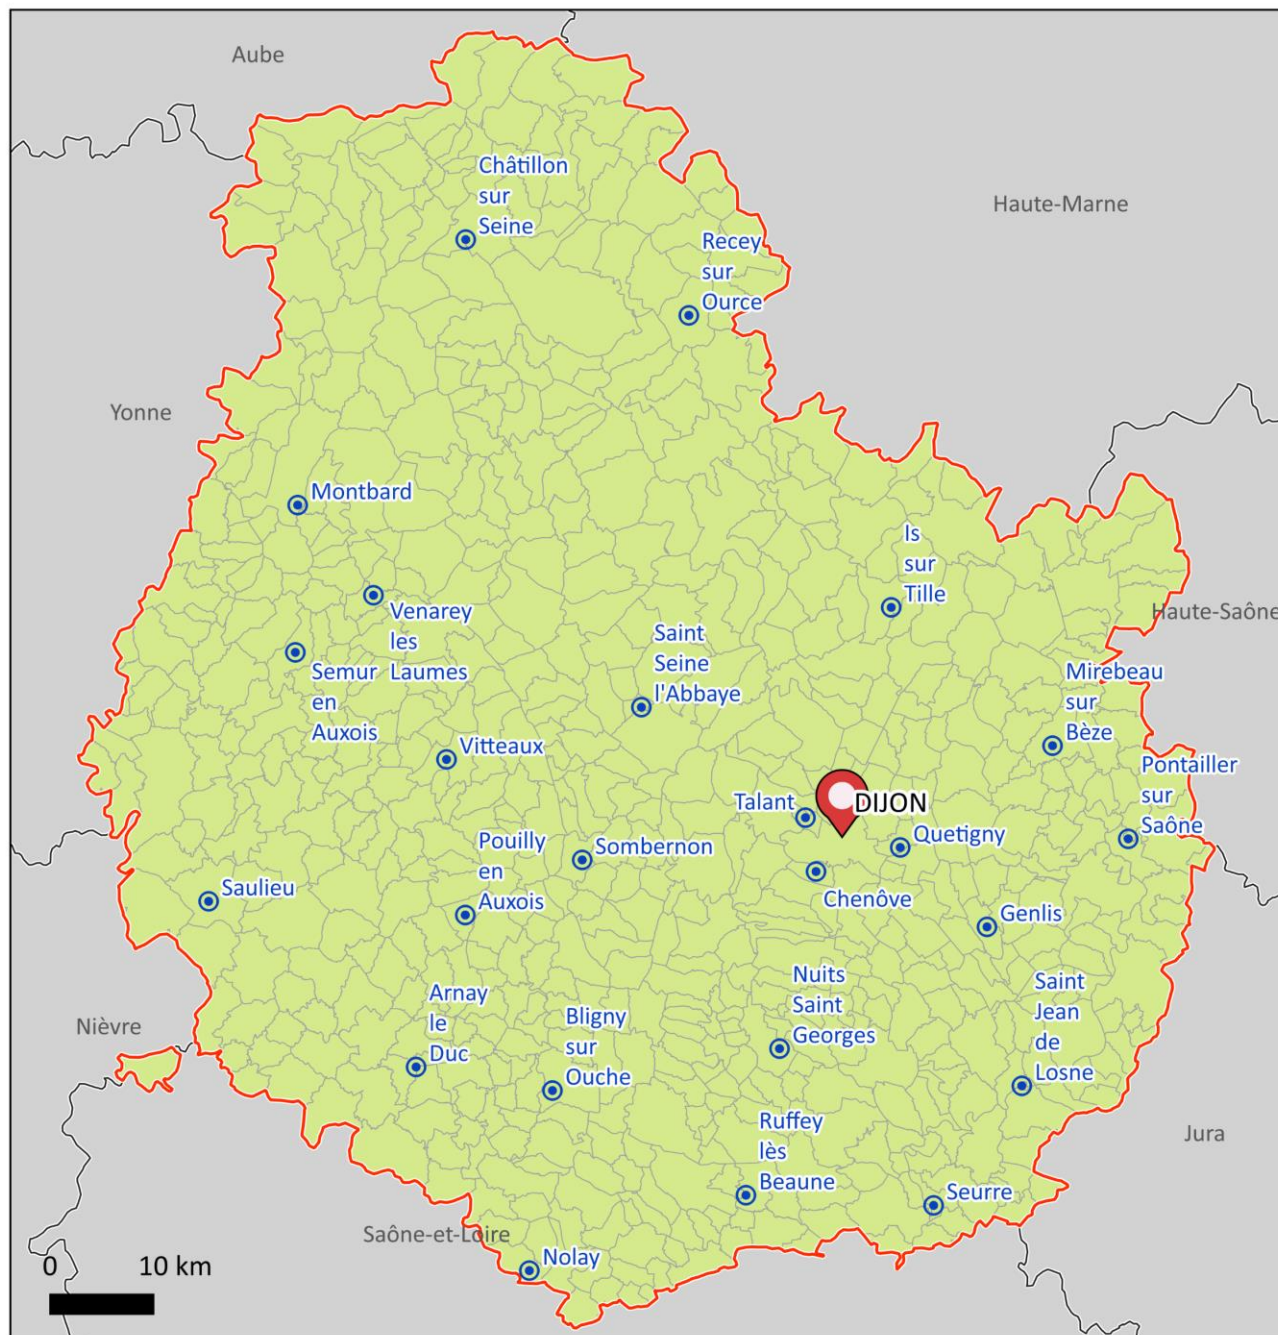 Aube
Châtillon
sur
Seine
Haute-Marne
Recey
sur
Ource
Yonne
Montbard
Is
sur
Tille
Venarey
les
Laumes
Haute-Saône
Saint
Seine
l'Abbaye
Semur
en
Auxois
Mirebeau
sur
Bèze
Vitteaux
Pontailler
sur
Saône
Talant
DIJON
Quetigny
Pouilly
en
Auxois
Sombernon
Saulieu
Chenôve
Genlis
Nuits
Saint
Georges
Saint
Jean
de
Losne
Arnay
le
Duc
Bligny
sur
Ouche
Nièvre
Ruffey
lès
Beaune
Jura
Seurre
Saône-et-Loire
Nolay
0 10 km